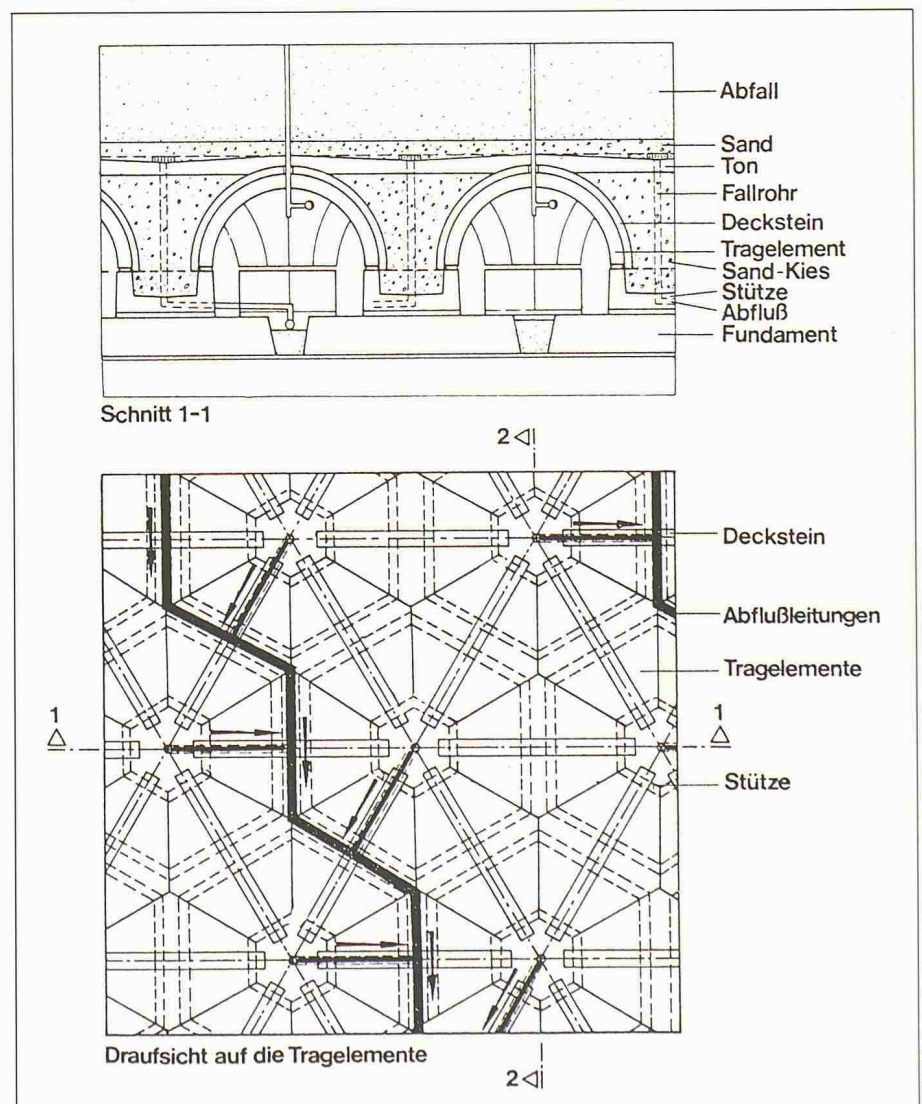 Abfall
Sand
Ton
Fallrohr
Deckstein
Tragelement
Sand-Kies
Stütze
Abfluß
Fundament
Schnitt 1-1
2
Deckstein
Abflußleitungen
Tragelemente
1
1
Stütze
Draufsicht auf die Tragelemente
2